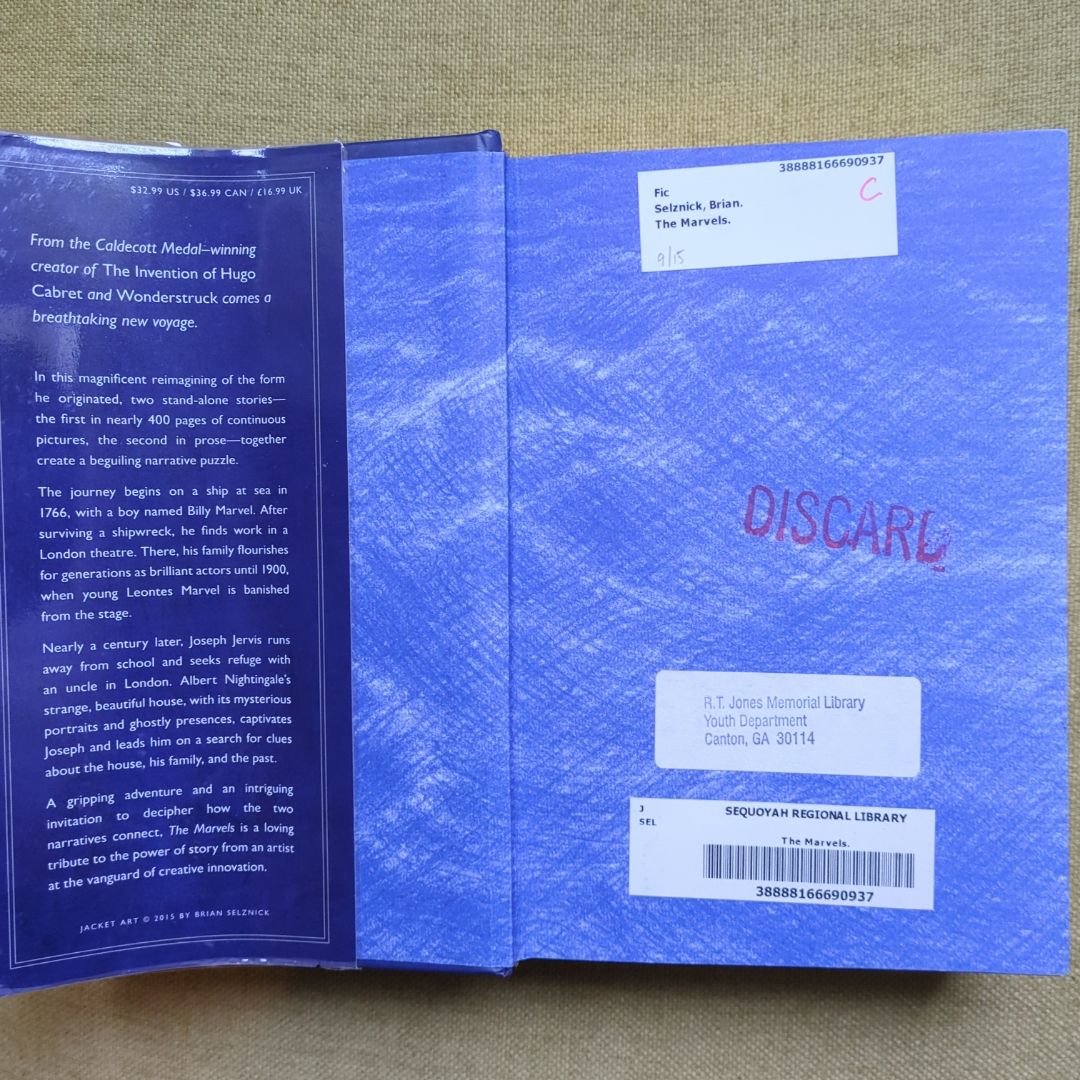 $32.99 US / $36.99 CAN / £16.99 UK
From the Caldecott Medal–winning
creator of The Invention of Hugo
Cabret and Wonderstruck comes a
breathtaking new voyage.
In this magnificent reimagining of the form
he originated, two stand-alone stories—
the first in nearly 400 pages of continuous
pictures, the second in prose—together
create a beguiling narrative puzzle.
The journey begins on a ship at sea in
1766, with a boy named Billy Marvel. After
surviving a shipwreck, he finds work in a
London theatre. There, his family flourishes
for generations as brilliant actors until 1900,
when young Leontes Marvel is banished
from the stage.
Nearly a century later, Joseph Jervis runs
away from school and seeks refuge with
an uncle in London. Albert Nightingale's
strange, beautiful house, with its mysterious
portraits and ghostly presences, captivates
Joseph and leads him on a search for clues
about the house, his family, and the past.
A gripping adventure and an intriguing
invitation to decipher how the two
narratives connect, The Marvels is a loving
tribute to the power of story from an artist
at the vanguard of creative innovation.
JACKET ART © 2015 BY BRIAN SELZNICK
38888166690937
Fic
Selznick, Brian.
The Marvels.
C
9/15
DISCARD
R.T. Jones Memorial Library
Youth Department
Canton, GA 30114
J
SEL
SEQUOYAH REGIONAL LIBRARY
The Marvels.
38888166690937